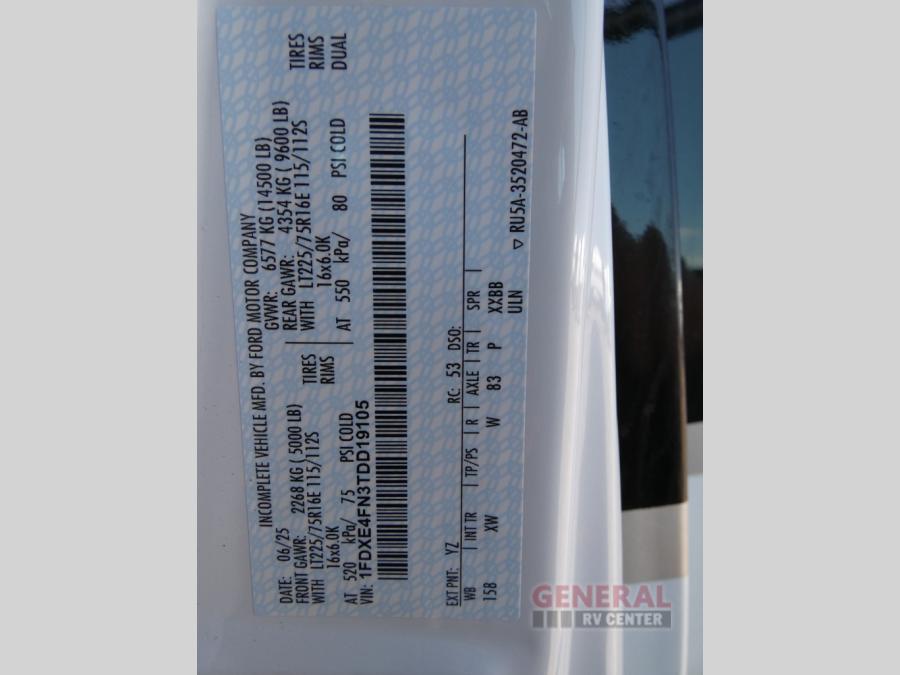 INCOMPLETE VEHICLE MFD. BY FORD MOTOR COMPANY
DATE: 06/25 GVWR: 6577 KG (14500 LB)
FRONT GAWR: 2268 KG ( 5000 LB) REAR GAWR: 4354 KG ( 9600 LB)
WITH LT225/75R16E 115/112S TIRES WITH LT225/75R16E 115/112S TIRES
16x6.0K RIMS 16x6.0K RIMS
AT 520 kPa/ 75 PSI COLD AT 550 kPa/ 80 PSI COLD DUAL
VIN: 1FDXE4FN3TDD19105
EXT PNT: YZ RC: 53 DSO:
WB | INT TR | TP/PS | R | AXLE | TR | SPR |
158 XW W 83 P XXBB
ULN
▽ RU5A-3520472-AB
GENERAL
RV CENTER